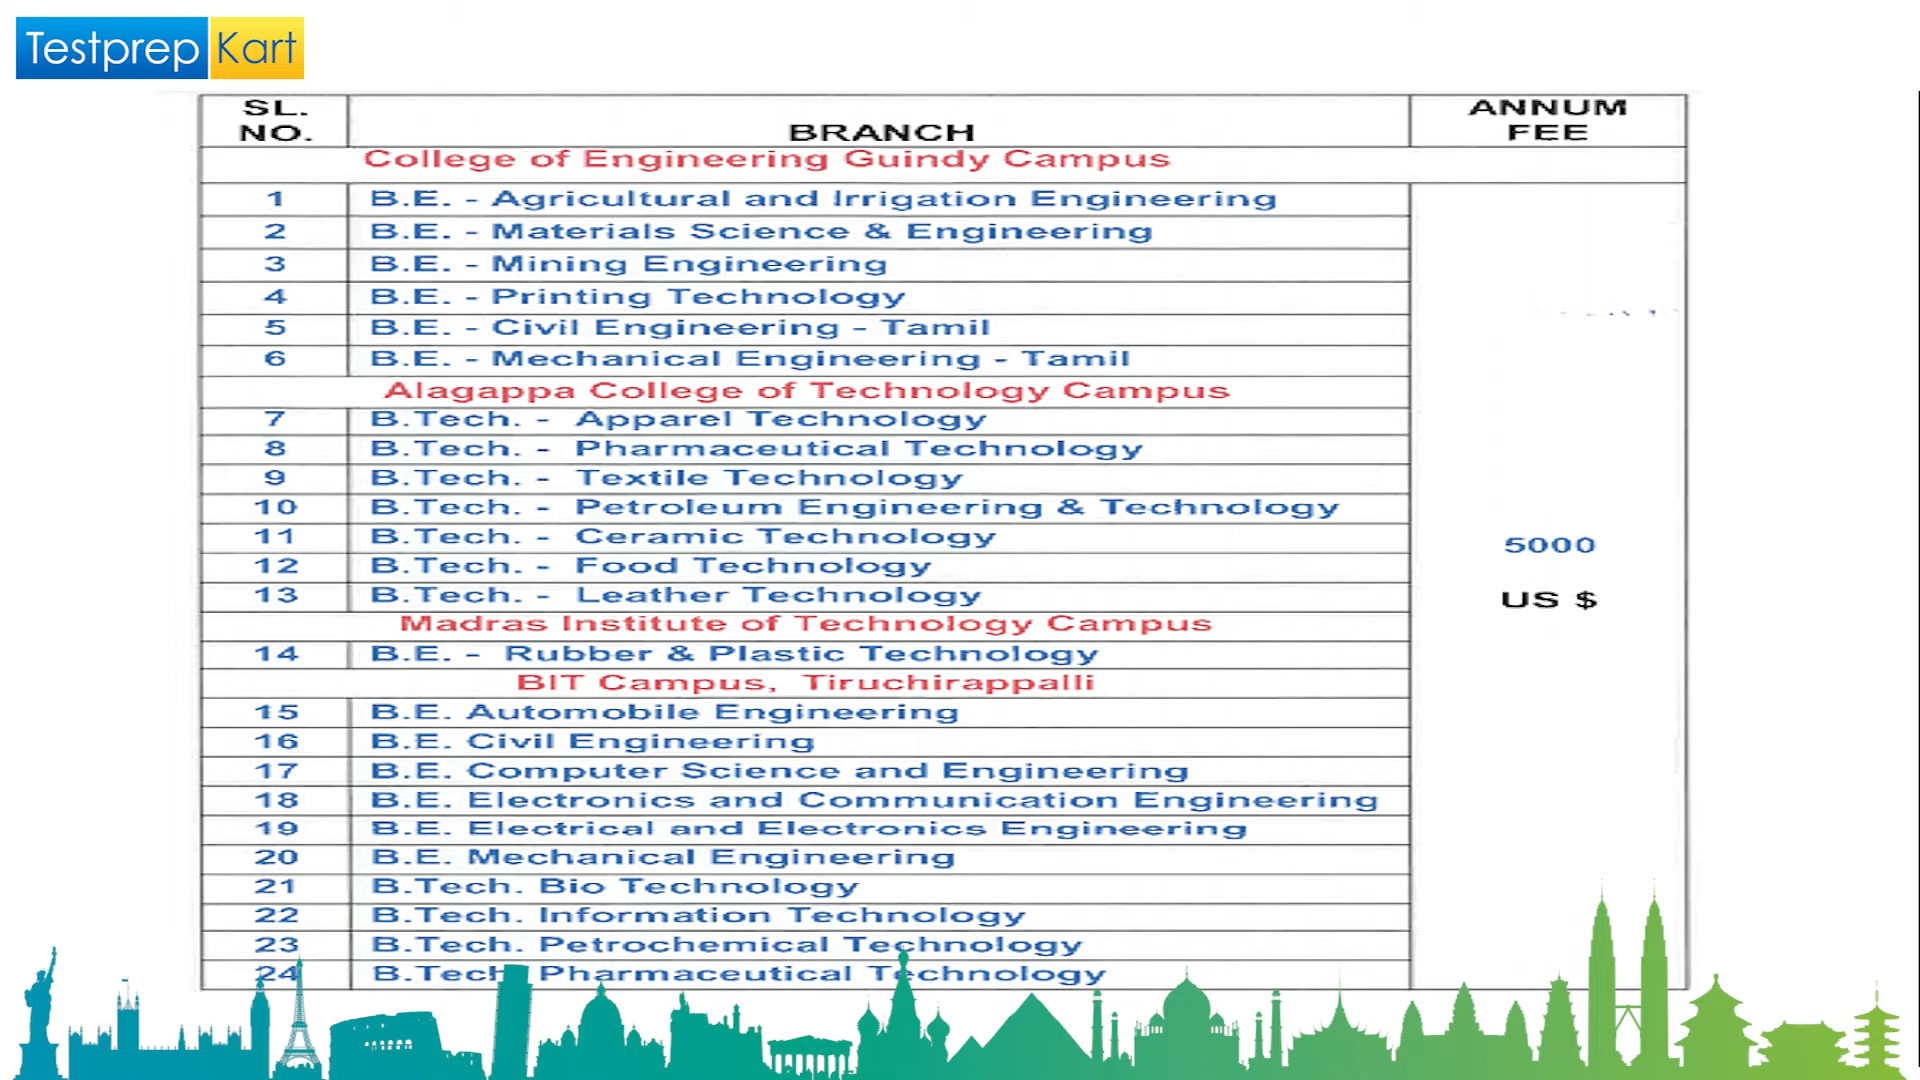 Testprep Kart
SL. NO. BRANCH ANNUM FEE
College of Engineering Guindy Campus
1 B.E. - Agricultural and Irrigation Engineering
2 B.E. - Materials Science & Engineering
3 B.E. - Mining Engineering
4 B.E. - Printing Technology
5 B.E. - Civil Engineering - Tamil
6 B.E. - Mechanical Engineering - Tamil
Alagappa College of Technology Campus
7 B.Tech. - Apparel Technology
8 B.Tech. - Pharmaceutical Technology
9 B.Tech. - Textile Technology
10 B.Tech. - Petroleum Engineering & Technology
11 B.Tech. - Ceramic Technology
5000
12 B.Tech. - Food Technology
13 B.Tech. - Leather Technology
US $
Madras Institute of Technology Campus
14 B.E. - Rubber & Plastic Technology
BIT Campus, Tiruchirappalli
15 B.E. Automobile Engineering
16 B.E. Civil Engineering
17 B.E. Computer Science and Engineering
18 B.E. Electronics and Communication Engineering
19 B.E. Electrical and Electronics Engineering
20 B.E. Mechanical Engineering
21 B.Tech. Bio Technology
22 B.Tech. Information Technology
23 B.Tech. Petrochemical Technology
24 B.Tech. Pharmaceutical Technology